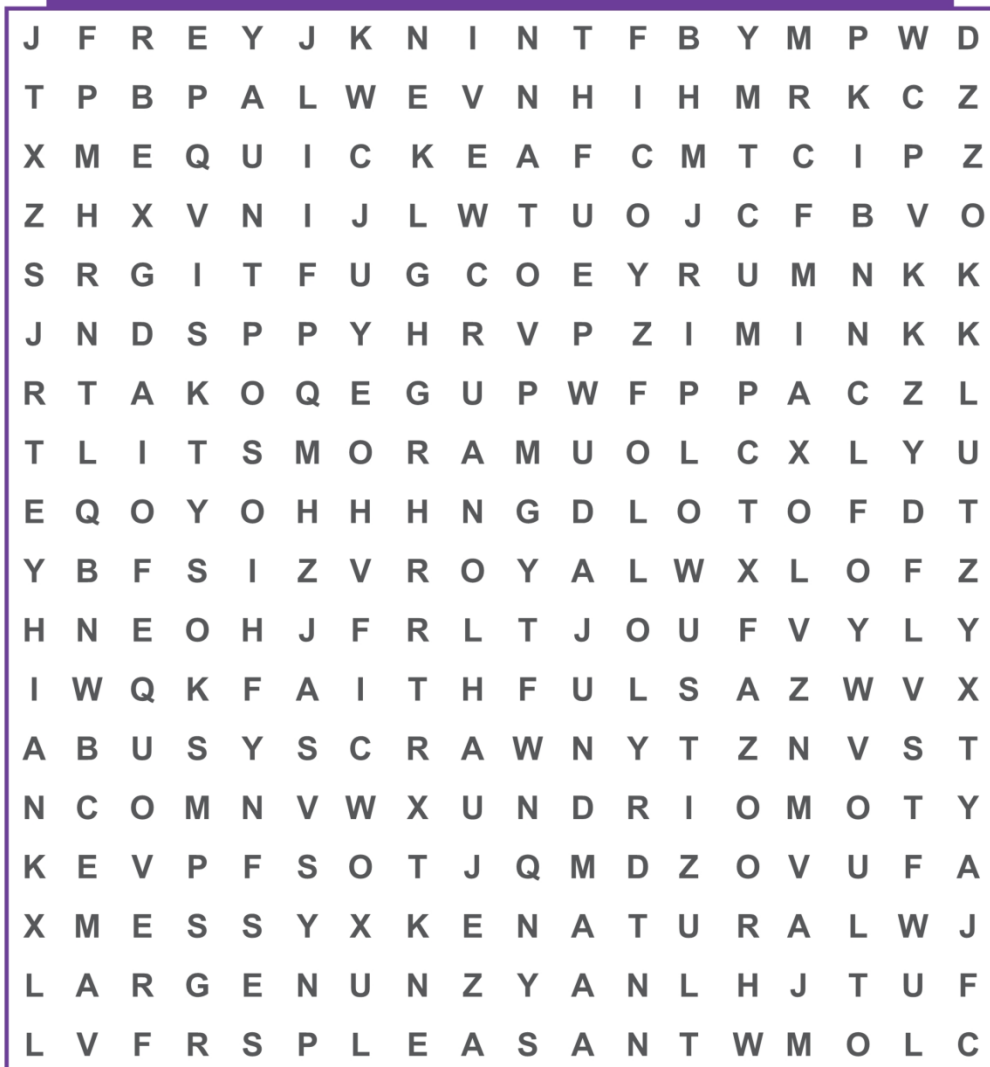 J F R E Y J K N I N T F B Y M P W D
T P B P A L W E V N H I H M R K C Z
X M E Q U I C K E A F C M T C I P Z
Z H X V N I J L W T U O J C F B V O
S R G I T F U G C O E Y R U M N K K
J N D S P P Y H R V P Z I M I N K K
R T A K O Q E G U P W F P P A C Z L
T L I T S M O R A M U O L C X L Y U
E Q O Y O H H H N G D L O T O F D T
Y B F S I Z V R O Y A L W X L O F Z
H N E O H J F R L T J O U F V Y L Y
I W Q K F A I T H F U L S A Z W V X
A B U S Y S C R A W N Y T Z N V S T
N C O M N V W X U N D R I O M O T Y
K E V P F S O T J Q M D Z O V U F A
X M E S S Y X K E N A T U R A L W J
L A R G E N U N Z Y A N L H J T U F
L V F R S P L E A S A N T W M O L C